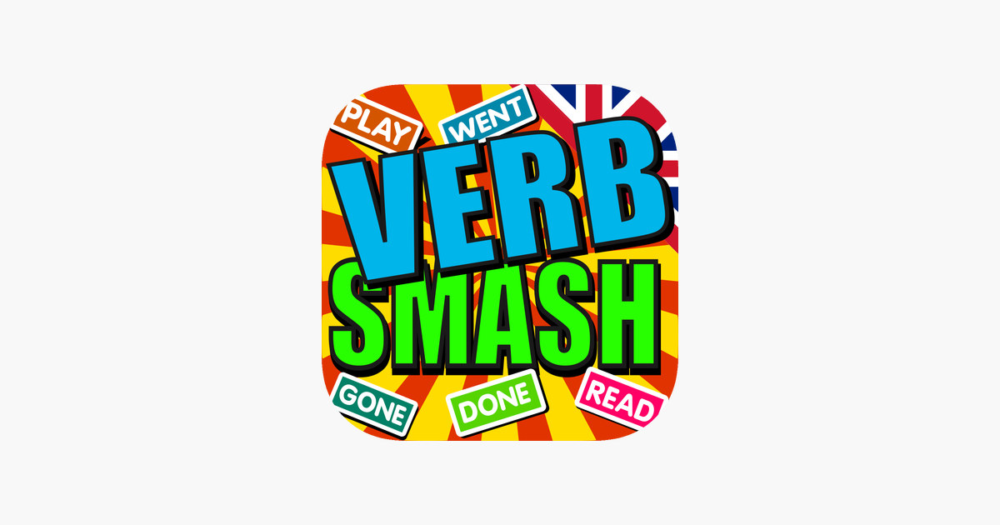 PLAY WENT
VERB
SMASH
GONE DONE READ